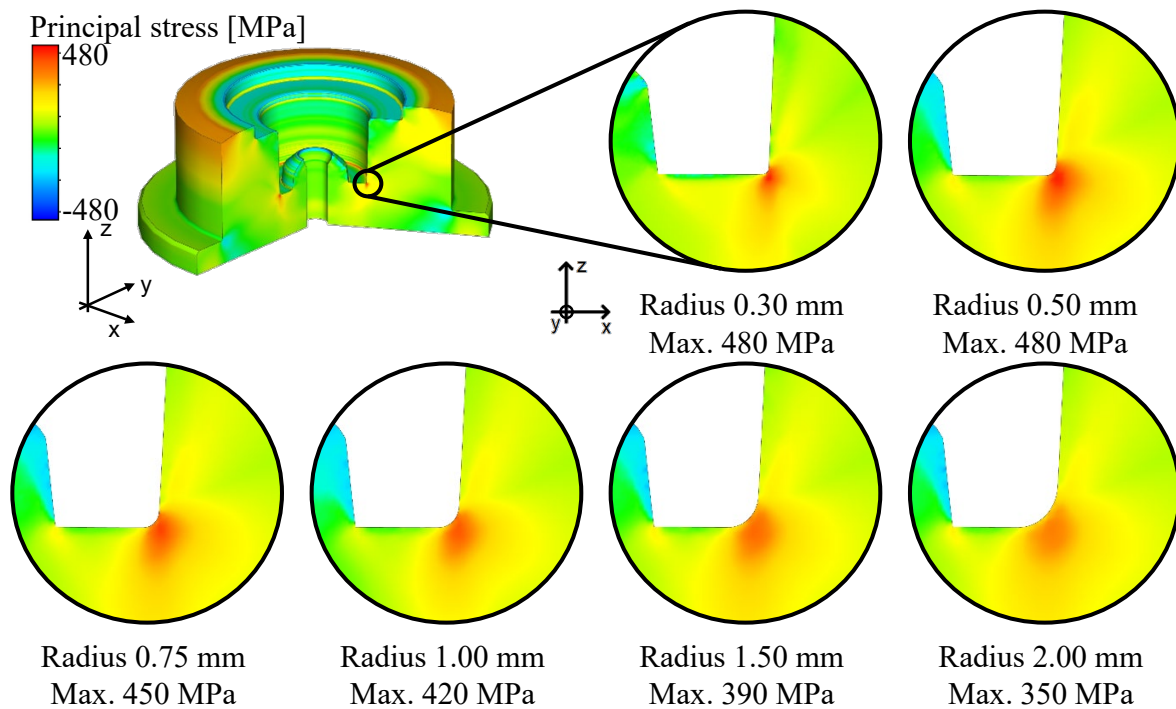 Principal stress [MPa]
480
-480
z
y
x
z
y
x
Radius 0.30 mm
Max. 480 MPa
Radius 0.50 mm
Max. 480 MPa
Radius 0.75 mm
Max. 450 MPa
Radius 1.00 mm
Max. 420 MPa
Radius 1.50 mm
Max. 390 MPa
Radius 2.00 mm
Max. 350 MPa